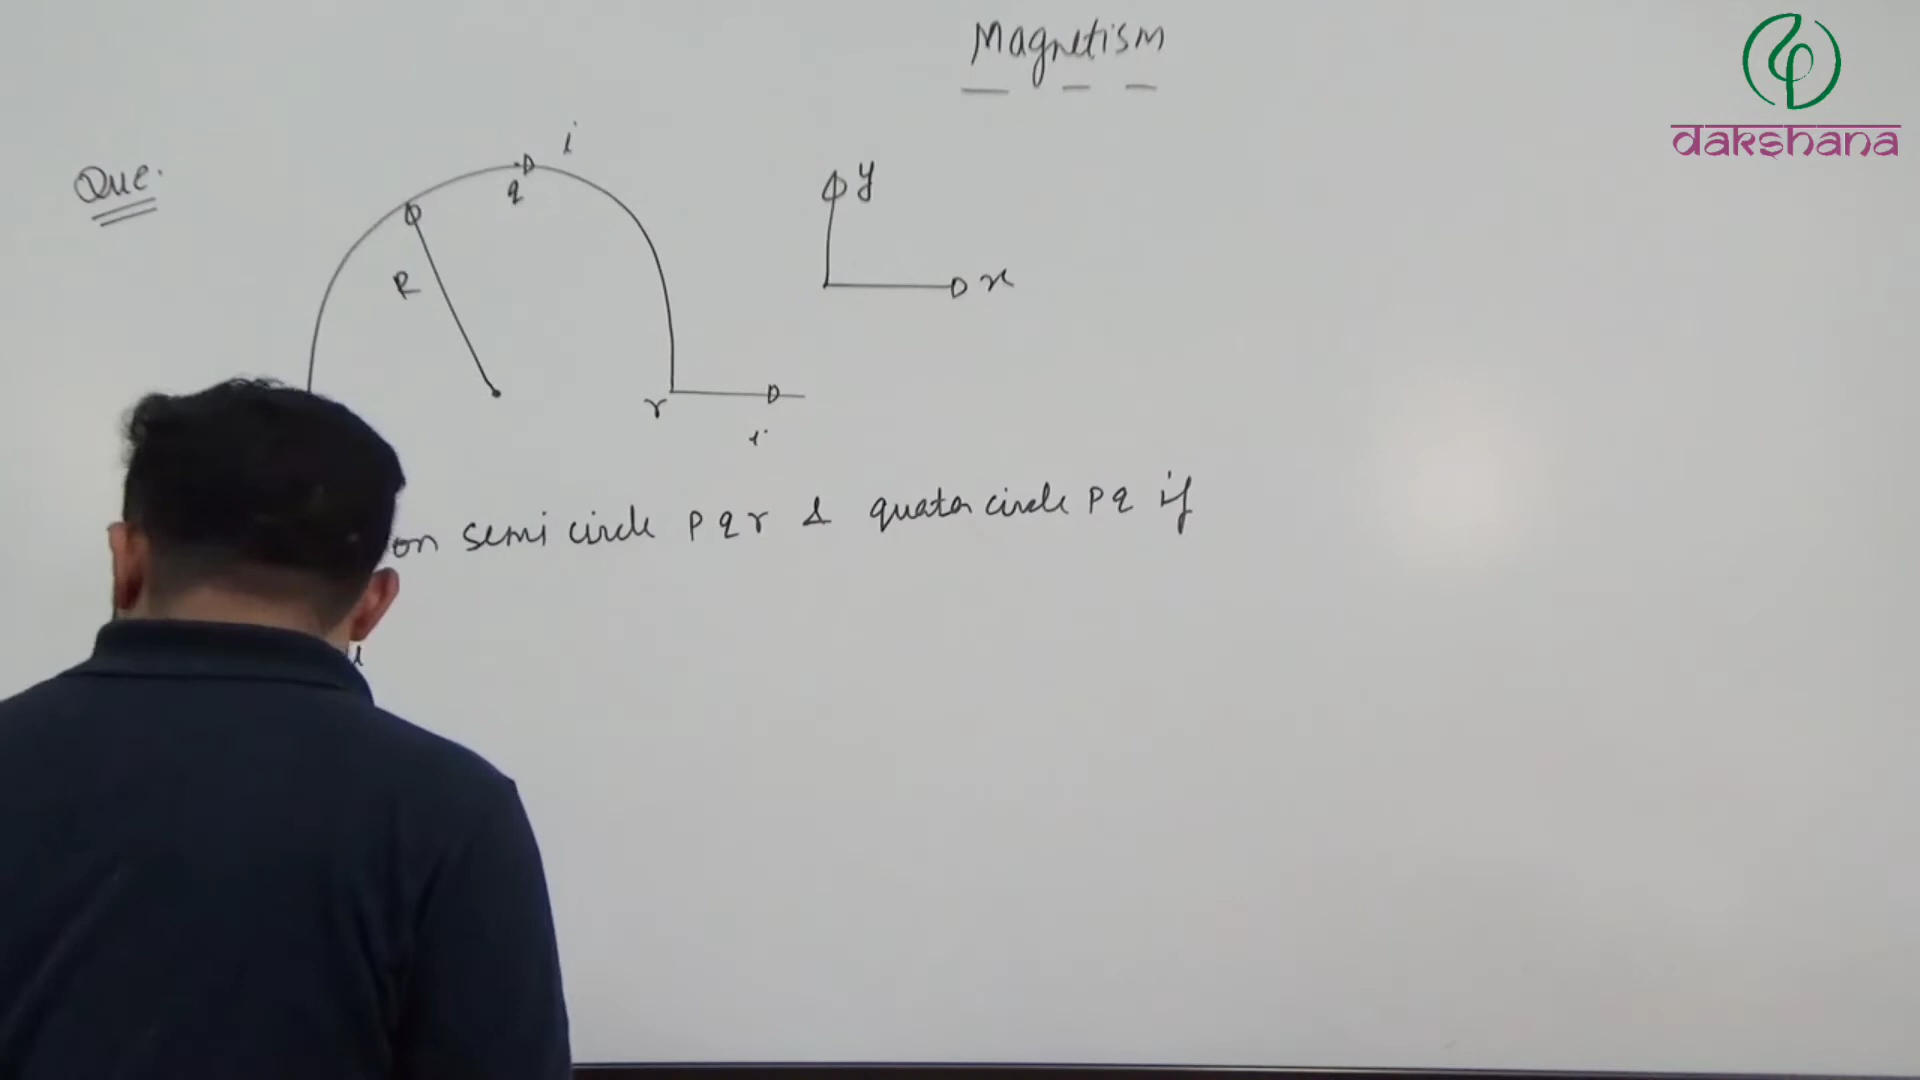 Magnetism
dakshana
Que.
i
q
y
R
x
r
i
on semi circle p q r & quater circle p q if